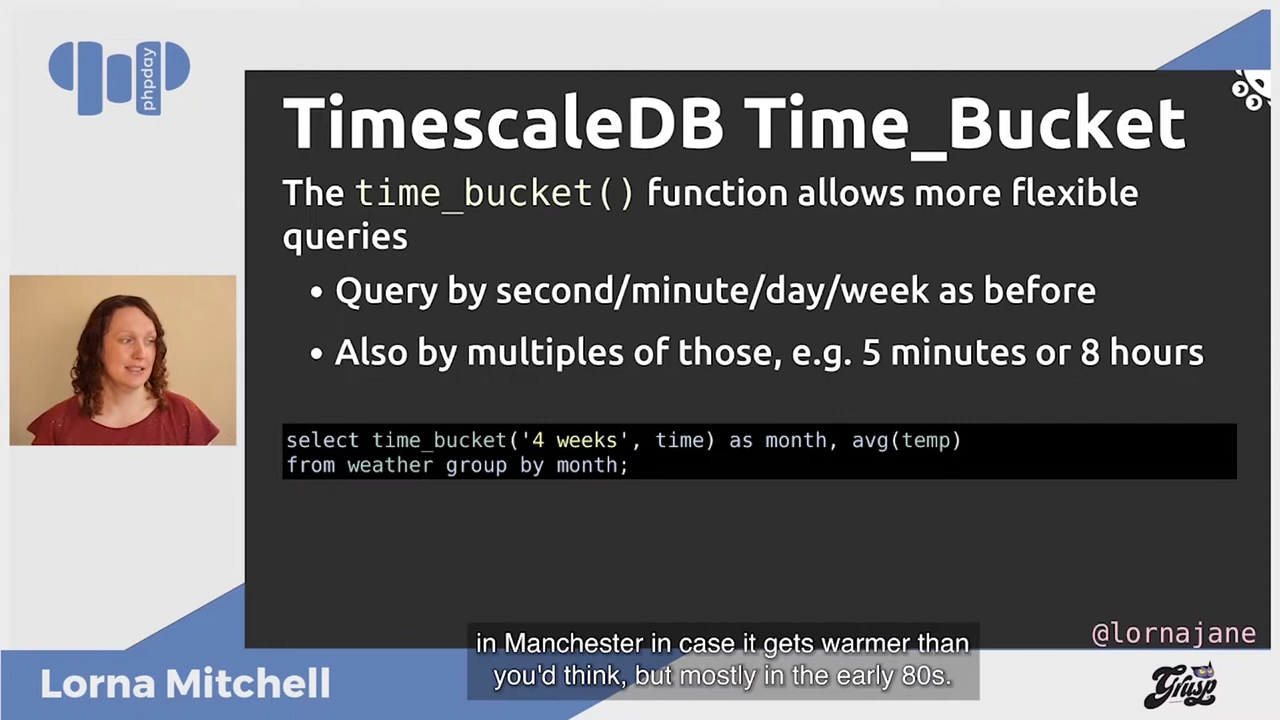 phpday
TimescaleDB Time_Bucket
The time_bucket() function allows more flexible
queries
• Query by second/minute/day/week as before
• Also by multiples of those, e.g. 5 minutes or 8 hours
select time_bucket('4 weeks', time) as month, avg(temp)
from weather group by month;
@lornajane
in Manchester in case it gets warmer than
you'd think, but mostly in the early 80s.
Lorna Mitchell
Grusp